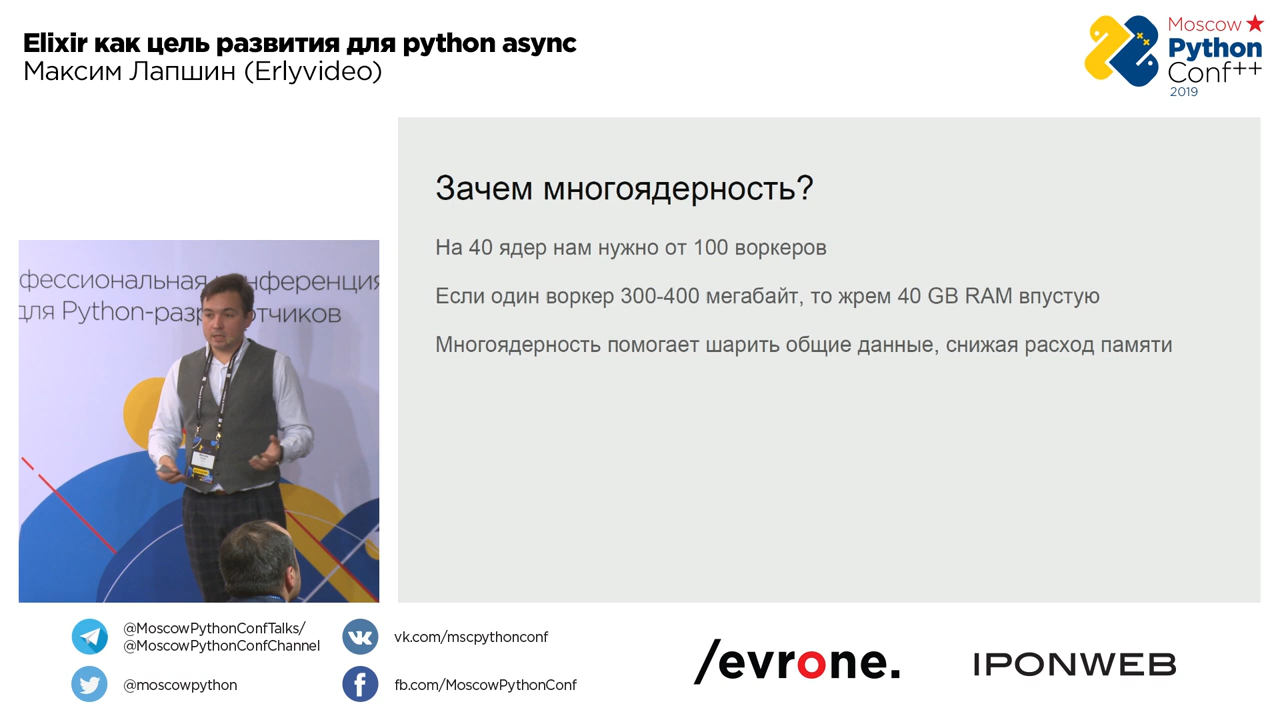 Elixir как цель развития для python async
Максим Лапшин (Erlyvideo)
Moscow
Python
Conf++
2019
Зачем многоядерность?
На 40 ядер нам нужно от 100 воркеров
Если один воркер 300-400 мегабайт, то жрем 40 GB RAM впустую
Многоядерность помогает шарить общие данные, снижая расход памяти
фессиональная конференция
для Python-разработчиков
@MoscowPythonConfTalks/
@MoscowPythonConfChannel
vk.com/mscpythonconf
@moscowpython
fb.com/MoscowPythonConf
/evrone.
IPONWEB